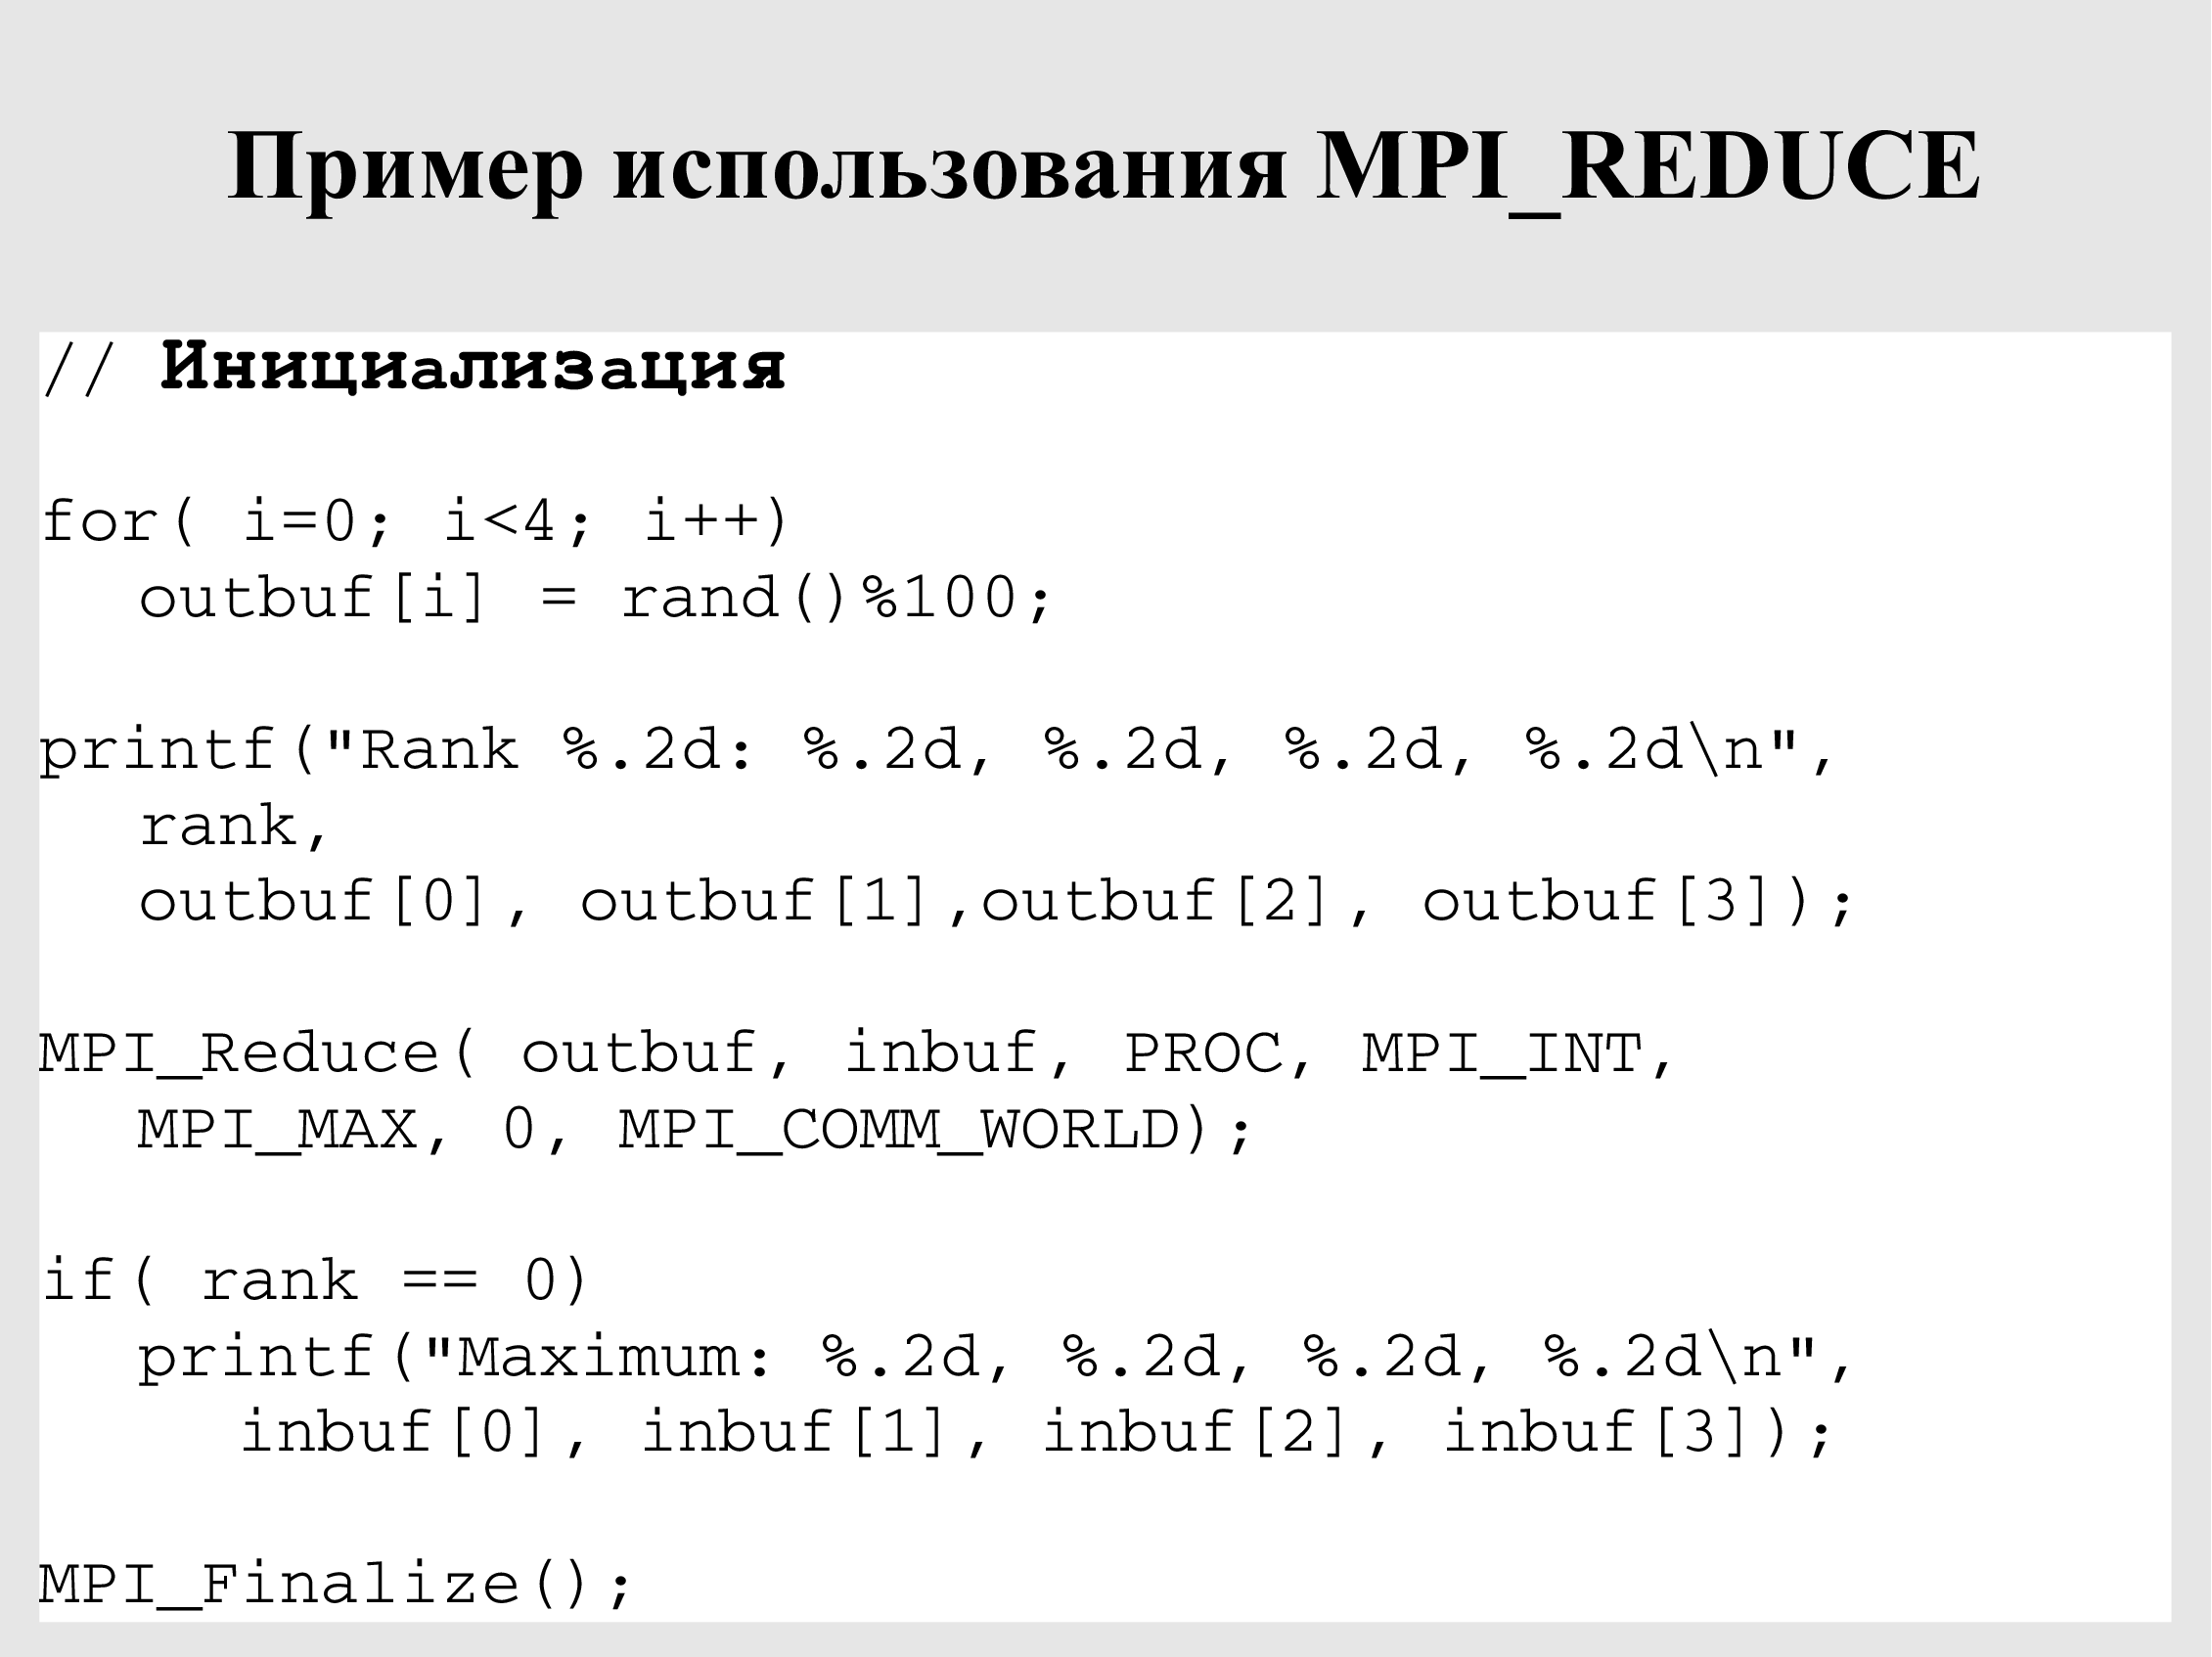 Пример использования MPI_REDUCE
// Инициализация
for( i=0; i<4; i++)
outbuf[i] = rand()%100;
printf("Rank %.2d: %.2d, %.2d, %.2d, %.2d\n",
rank,
outbuf[0], outbuf[1],outbuf[2], outbuf[3]);
MPI_Reduce( outbuf, inbuf, PROC, MPI_INT,
MPI_MAX, 0, MPI_COMM_WORLD);
if( rank == 0)
printf("Maximum: %.2d, %.2d, %.2d, %.2d\n",
inbuf[0], inbuf[1], inbuf[2], inbuf[3]);
MPI_Finalize();